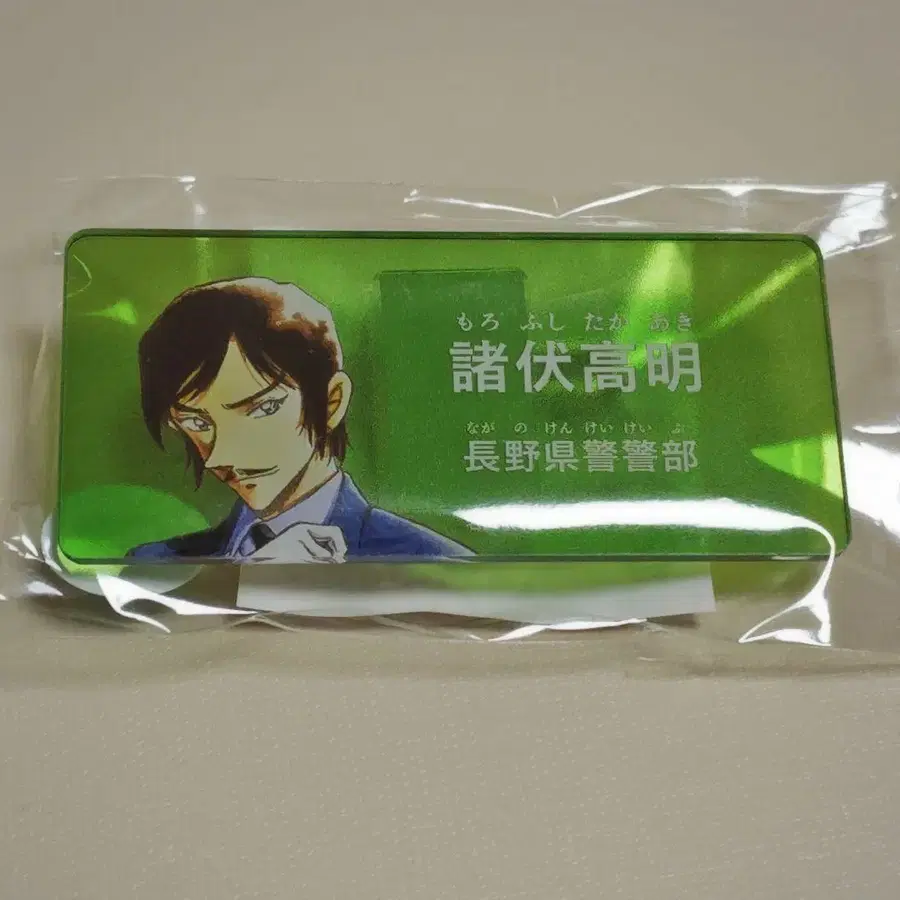 もろ ふし たか あき
諸伏高明
なが の けん けい けい ぶ
長野県警警部